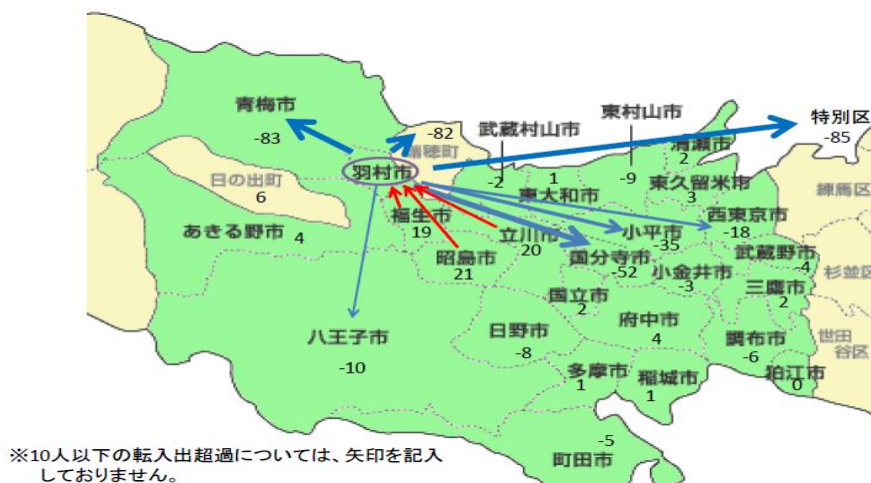 青梅市
-83
-82
瑞穂町
武蔵村山市
-2
東村山市
-9
特別区
-85
清瀬市
2
羽村市
日の出町
6
1
東大和市
東久留米市
3
練馬区
あきる野市
4
福生市
19
立川市
20
小平市
-35
西東京市
-18
昭島市
21
国分寺市
-52
小金井市
-3
武蔵野市
-4
杉並区
国立市
2
三鷹市
2
八王子市
-10
日野市
-8
府中市
4
調布市
-6
世田
谷区
多摩市
1
稲城市
1
狛江市
0
-5
町田市
※10人以下の転入出超過については、矢印を記入
しておりません。